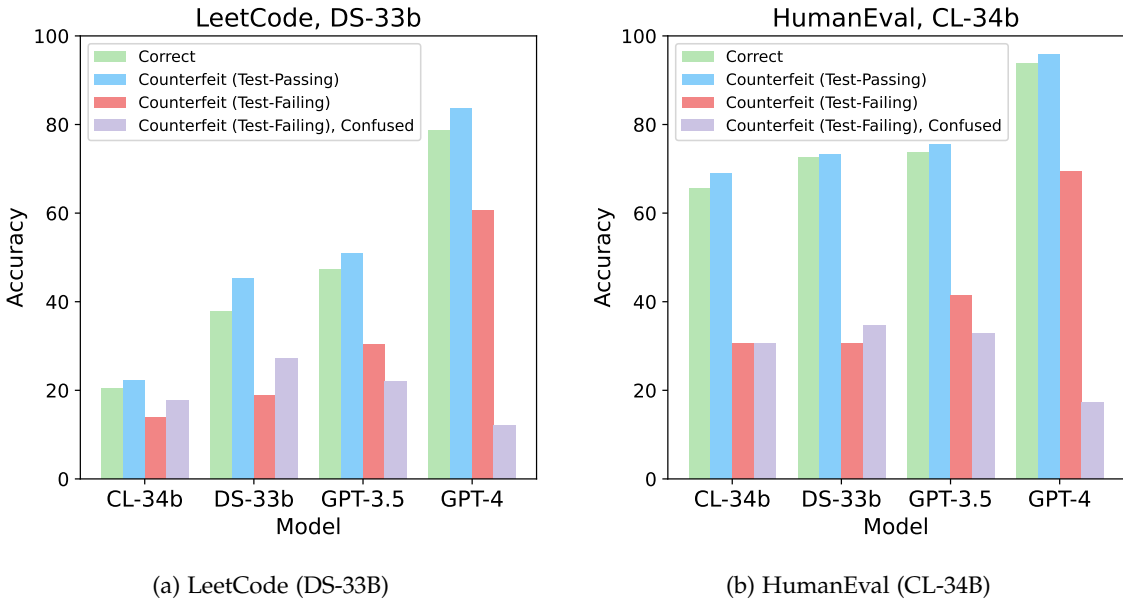 LeetCode, DS-33b
100
80
60
40
20
0
Accuracy
Correct
Counterfeit (Test-Passing)
Counterfeit (Test-Failing)
Counterfeit (Test-Failing), Confused
CL-34b DS-33b GPT-3.5 GPT-4
Model
(a) LeetCode (DS-33B)
HumanEval, CL-34b
100
80
60
40
20
0
Accuracy
Correct
Counterfeit (Test-Passing)
Counterfeit (Test-Failing)
Counterfeit (Test-Failing), Confused
CL-34b DS-33b GPT-3.5 GPT-4
Model
(b) HumanEval (CL-34B)